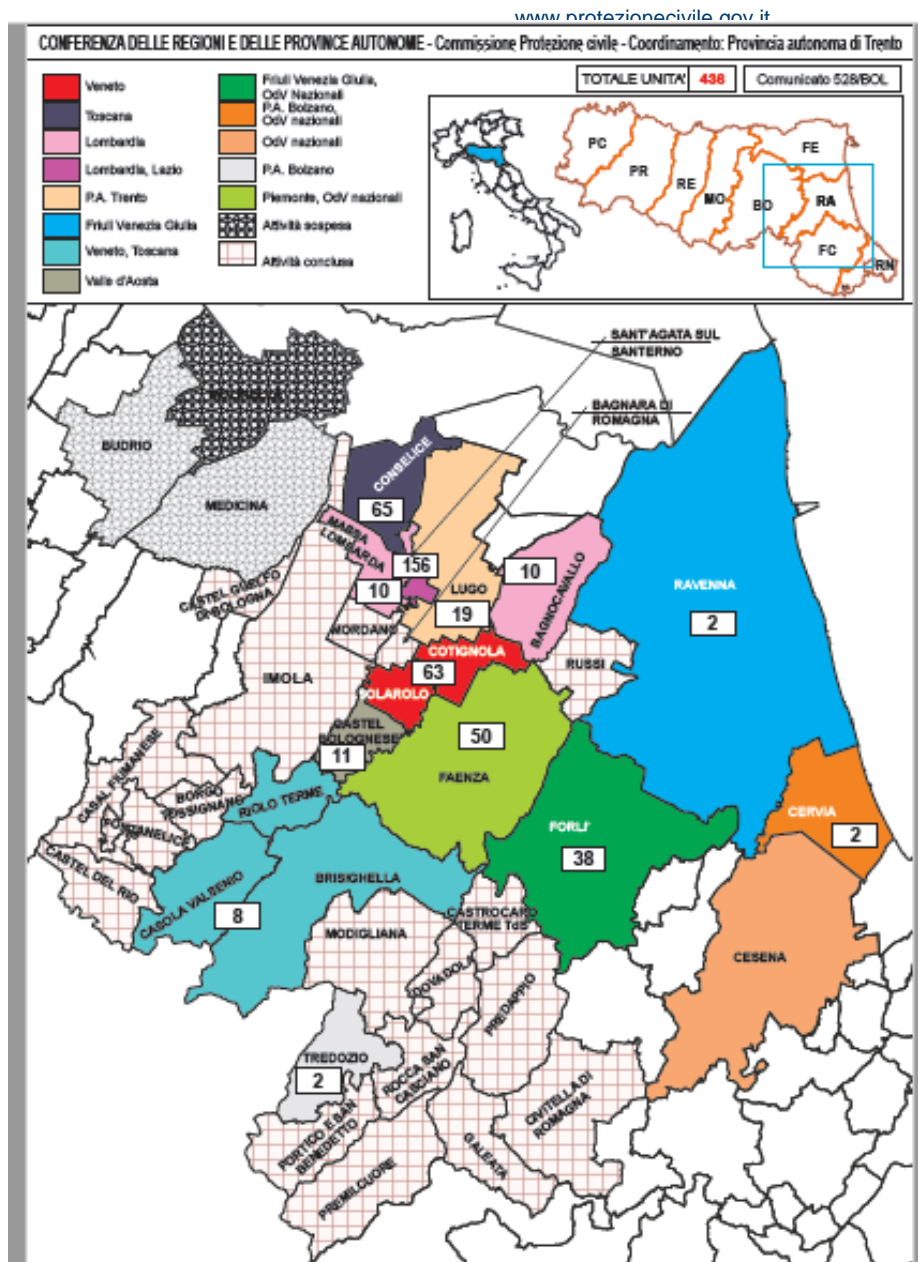 www.protezionecivile.gov.it
CONFERENZA DELLE REGIONI E DELLE PROVINCE AUTONOME - Commissione Protezione civile - Coordinamento: Provincia autonoma di Trento
Veneto
Toscana
Lombardia
Lombardia, Lazio
P.A. Trento
Friuli Venezia Giulia
Veneto, Toscana
Valle d'Aosta
Friuli Venezia Giulia,
OdV Nazionali
P.A. Bolzano,
OdV nazionali
OdV nazionali
P.A. Bolzano
Piemonte, OdV nazionali
Attività sospesa
Attività conclusa
TOTALE UNITA' 438
Comunicato 528/BOL
PC
PR
RE
MO
BO
FE
RA
FC
RN
SANT'AGATA SUL
SANTERNO
BAGNARA DI
ROMAGNA
BUDRIO
MEDICINA
CONSELICE
65
MASSA
LOMBARDA
10
156
LUGO
19
10
BAGNOCAVALLO
RAVENNA
2
CASTEL GUELFO
DI BOLOGNA
MORDANO
IMOLA
COTIGNOLA
63
SOLAROLO
RUSSI
CASTEL
BOLOGNESE
11
50
FAENZA
CASAL FIUMANESE
BORGO
TOSSIGNANO
FONTANELICE
CASTEL DEL RIO
RIOLO TERME
CASOLA VALSENIO
8
BRISIGHELLA
FORLI'
38
CERVIA
2
CESENA
MODIGLIANA
CASTROCARO
TERME TdS
DOVADOLA
PREDAPPIO
TREDOZIO
2
ROCCA SAN
CASCIANO
PORTICO E SAN
BENEDETTO
PREMILCUORE
GALEATA
CIVITELLA DI
ROMAGNA